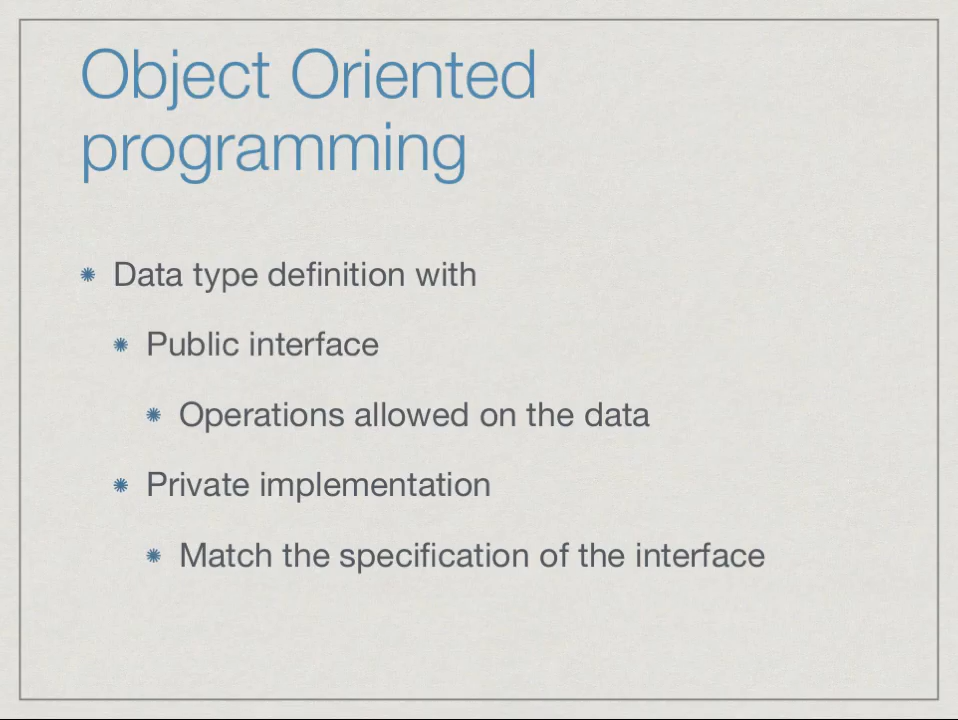 Object Oriented
programming
Data type definition with
Public interface
Operations allowed on the data
Private implementation
Match the specification of the interface